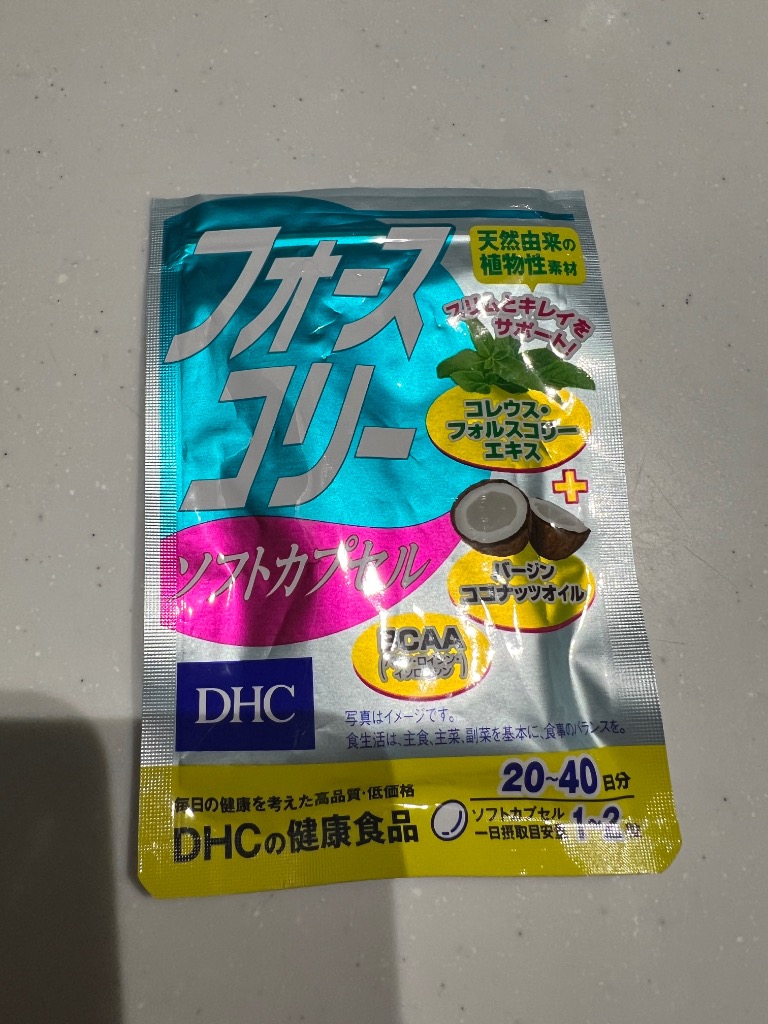 フォース
コリー
ソフトカプセル
天然由来の
植物性素材
スリムとキレイを
サポート!
コレウス・
フォルスコリー
エキス
+
バージン
ココナッツオイル
BCAA
DHC
写真はイメージです。
食生活は、主食、主菜、副菜を基本に、食事のバランスを。
毎日の健康を考えた高品質・低価格
DHCの健康食品
20~40日分
ソフトカプセル
一日摂取目安量 1~2粒